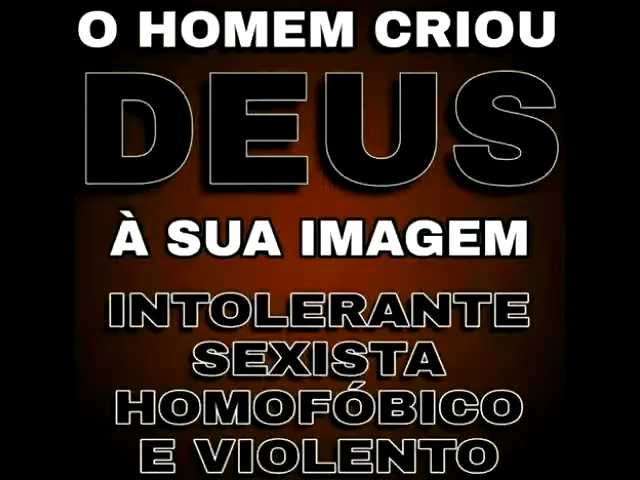 O HOMEM CRIOU
DEUS
À SUA IMAGEM
INTOLERANTE
SEXISTA
HOMOFÓBICO
E VIOLENTO